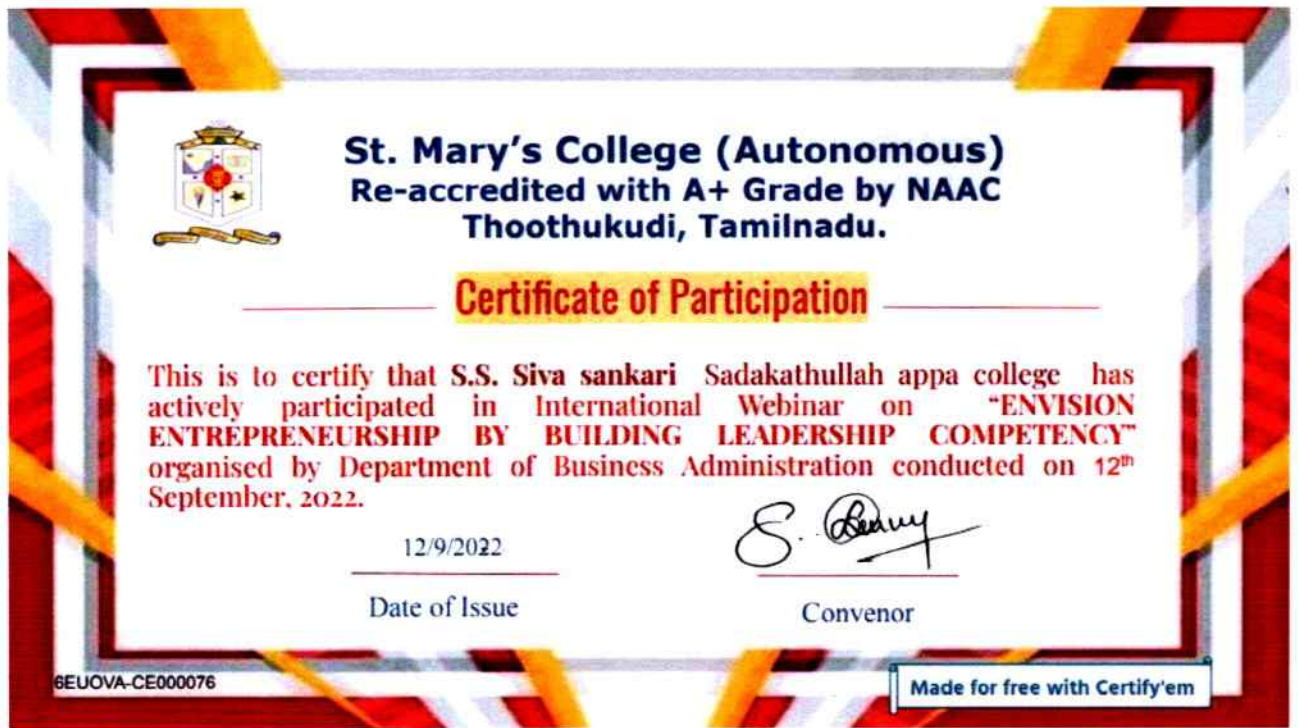 St. Mary's College (Autonomous)
Re-accredited with A+ Grade by NAAC
Thoothukudi, Tamilnadu.
Certificate of Participation
This is to certify that S.S. Siva sankari Sadakathullah appa college has
actively participated in International Webinar on "ENVISION
ENTREPRENEURSHIP BY BUILDING LEADERSHIP COMPETENCY"
organised by Department of Business Administration conducted on 12th
September, 2022.
12/9/2022
Date of Issue
Convenor
6EUOVA-CE000076
Made for free with Certify'em